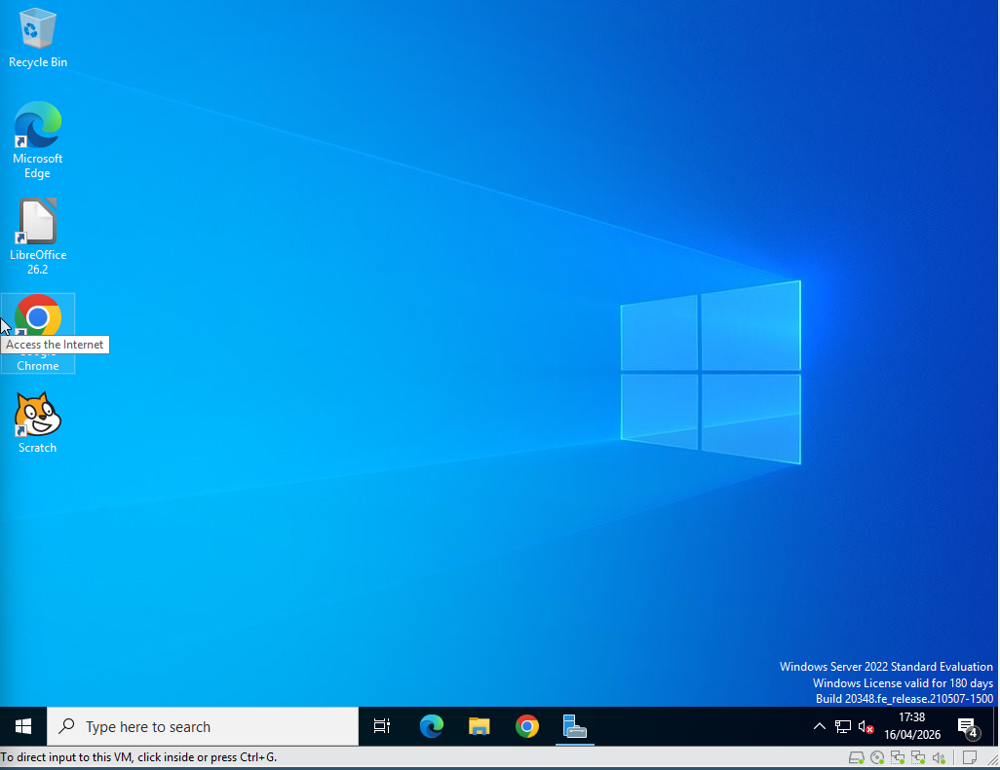 Recycle Bin
Microsoft
Edge
LibreOffice
26.2
Access the Internet
Chrome
Scratch
Windows Server 2022 Standard Evaluation
Windows License valid for 180 days
Build 20348.fe_release.210507-1500
Type here to search
17:38
16/04/2026
4
To direct input to this VM, click inside or press Ctrl+G.